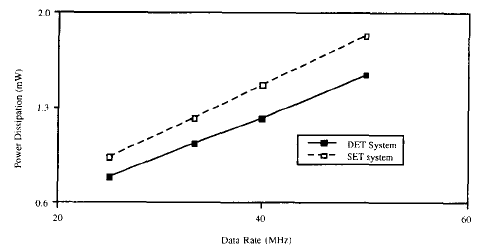 2.0
Power Dissipation (mW)
1.3
DET System
SET system
0.6
20
40
60
Data Rate (MHz)